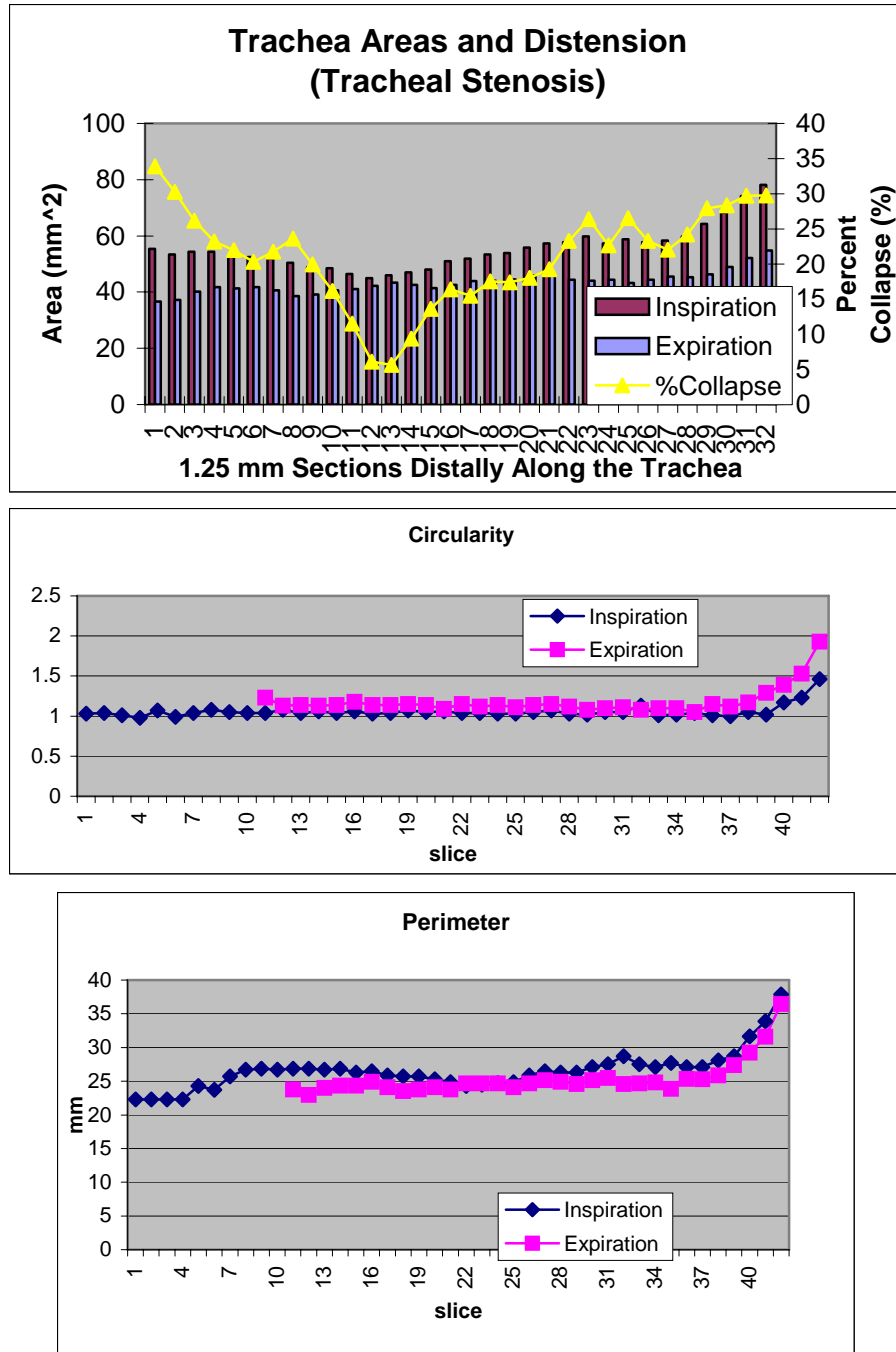 Trachea Areas and Distension
(Tracheal Stenosis)
100
80
60
40
20
0
Area (mm^2)
40
35
30
25
20
15
10
5
0
Percent
Collapse (%)
Inspiration
Expiration
%Collapse
1 2 3 4 5 6 7 8 9 10 11 12 13 14 15 16 17 18 19 20 21 22 23 24 25 26 27 28 29 30 31 32
1.25 mm Sections Distally Along the Trachea
Circularity
2.5
2
1.5
1
0.5
0
Inspiration
Expiration
1 4 7 10 13 16 19 22 25 28 31 34 37 40
slice
Perimeter
40
35
30
25
20
15
10
5
0
mm
Inspiration
Expiration
1 4 7 10 13 16 19 22 25 28 31 34 37 40
slice